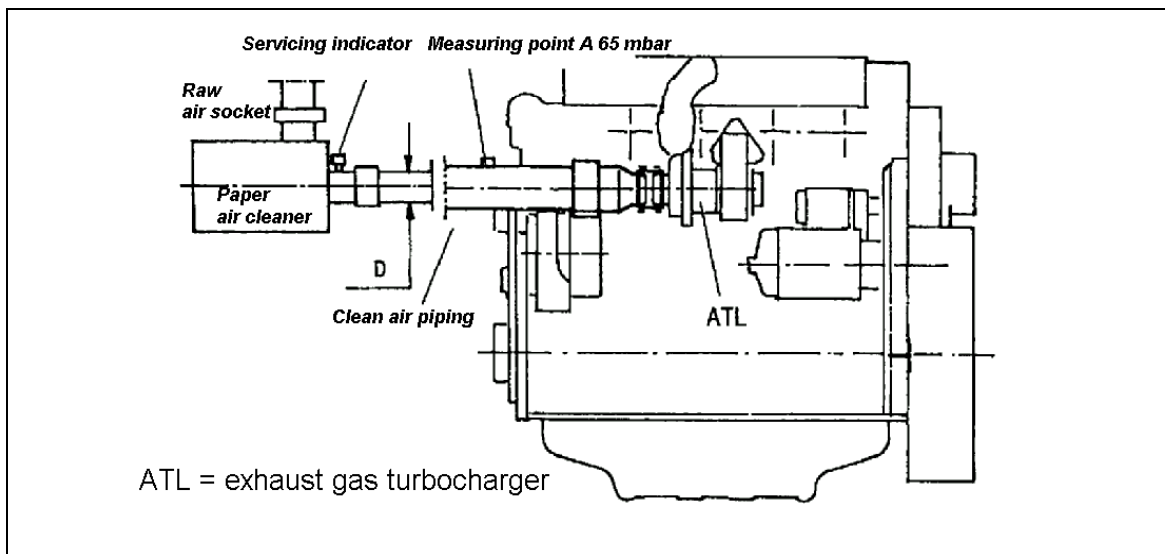 Servicing indicator Measuring point A 65 mbar
Raw
air socket
Paper
air cleaner
D
Clean air piping
ATL
ATL = exhaust gas turbocharger